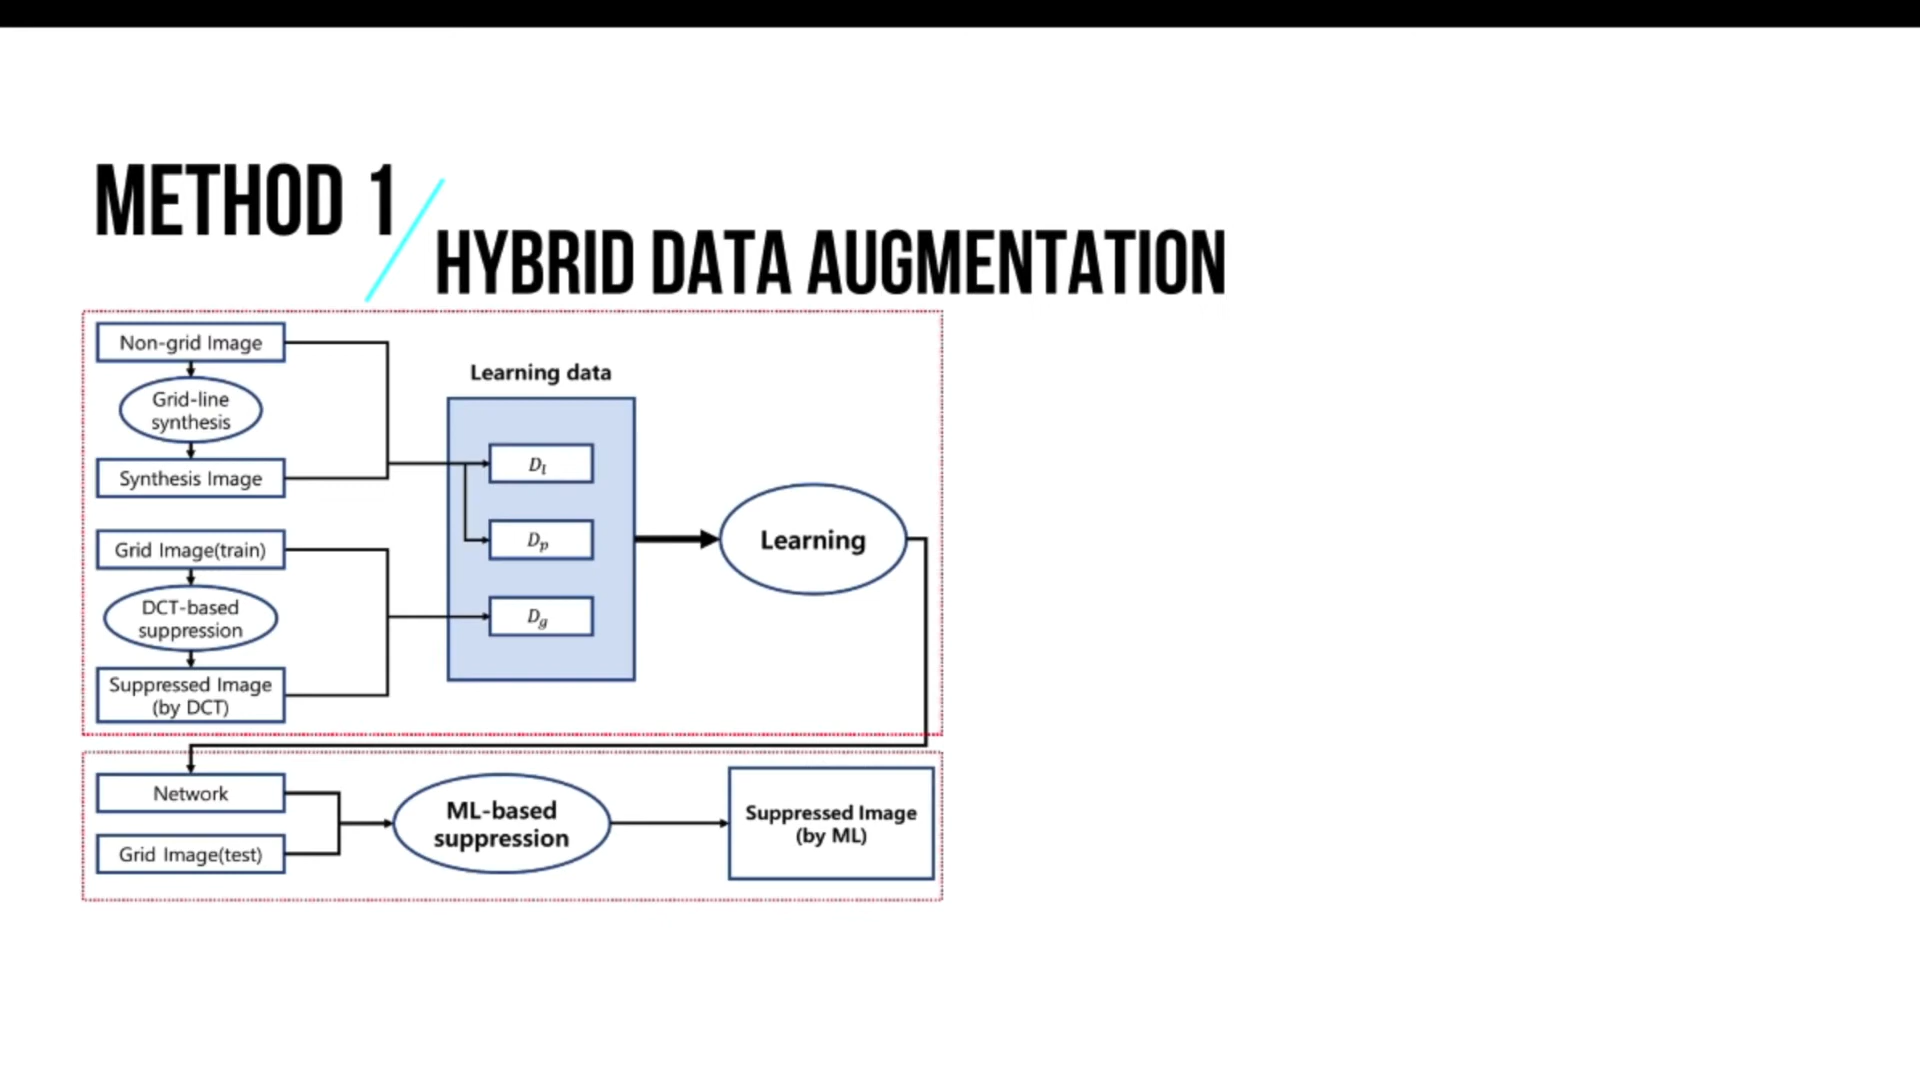 METHOD 1
HYBRID DATA AUGMENTATION
Non-grid Image
Grid-line
synthesis
Synthesis Image
Grid Image(train)
DCT-based
suppression
Suppressed Image
(by DCT)
Learning data
D_l
D_p
D_g
Learning
Network
Grid Image(test)
ML-based
suppression
Suppressed Image
(by ML)